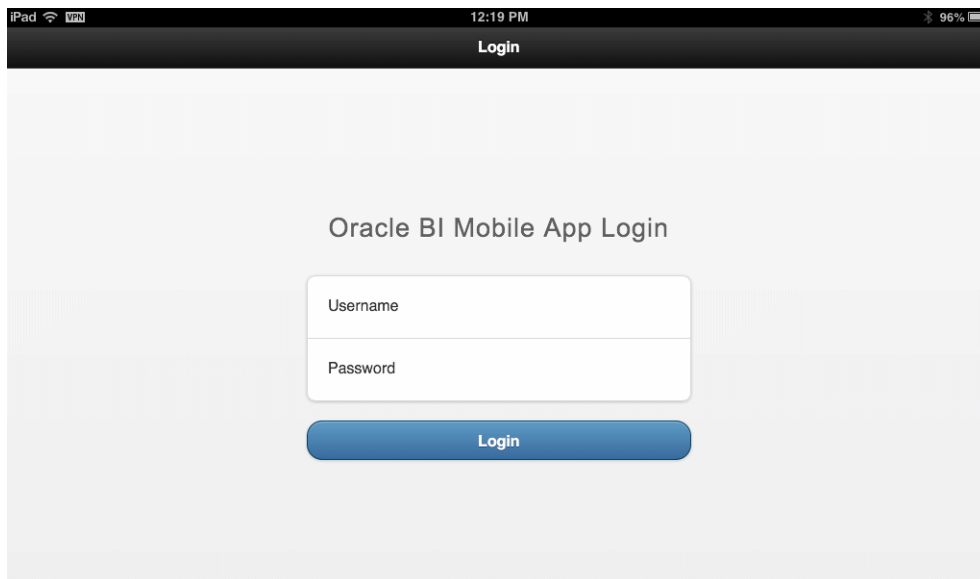 iPad VPN 12:19 PM 96%
Login
Oracle BI Mobile App Login
Username
Password
Login